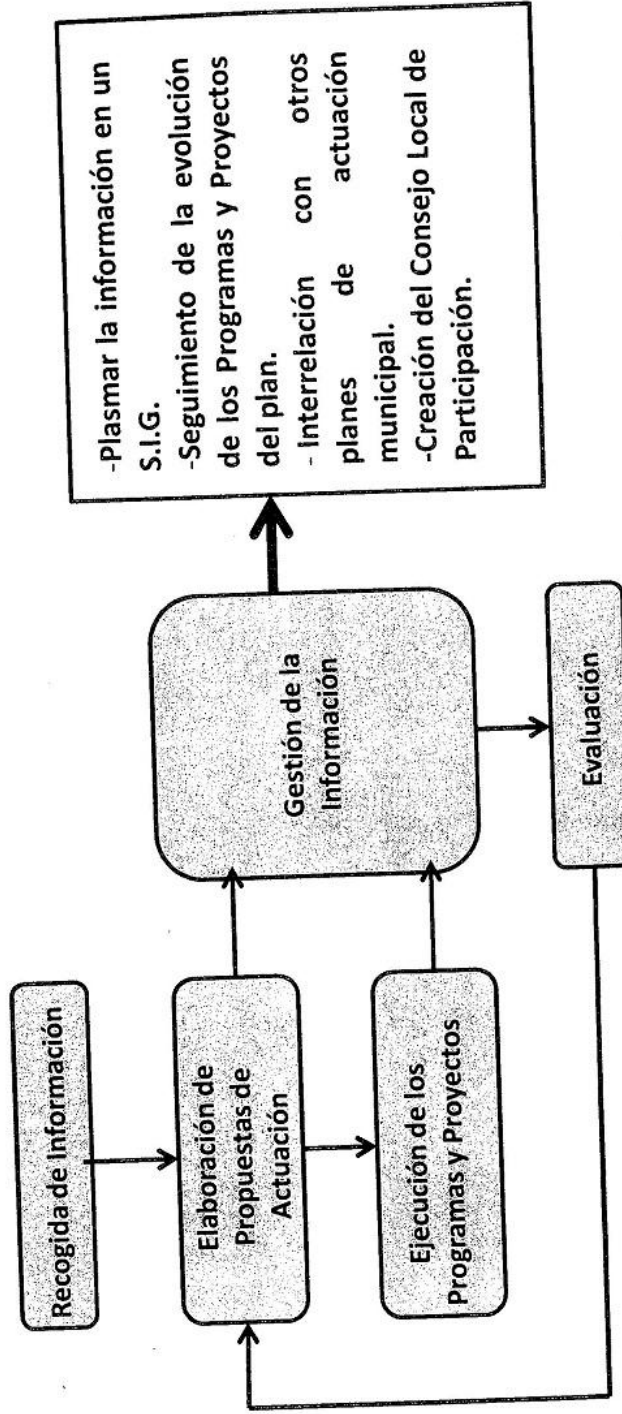 Recogida de Información
Elaboración de
Propuestas de
Actuación
Ejecución de los
Programas y Proyectos
Gestión de la
Información
Evaluación
-Plasmar la información en un
S.I.G.
-Seguimiento de la evolución
de los Programas y Proyectos
del plan.
- Interrelación con otros
planes de actuación
municipal.
-Creación del Consejo Local de
Participación.